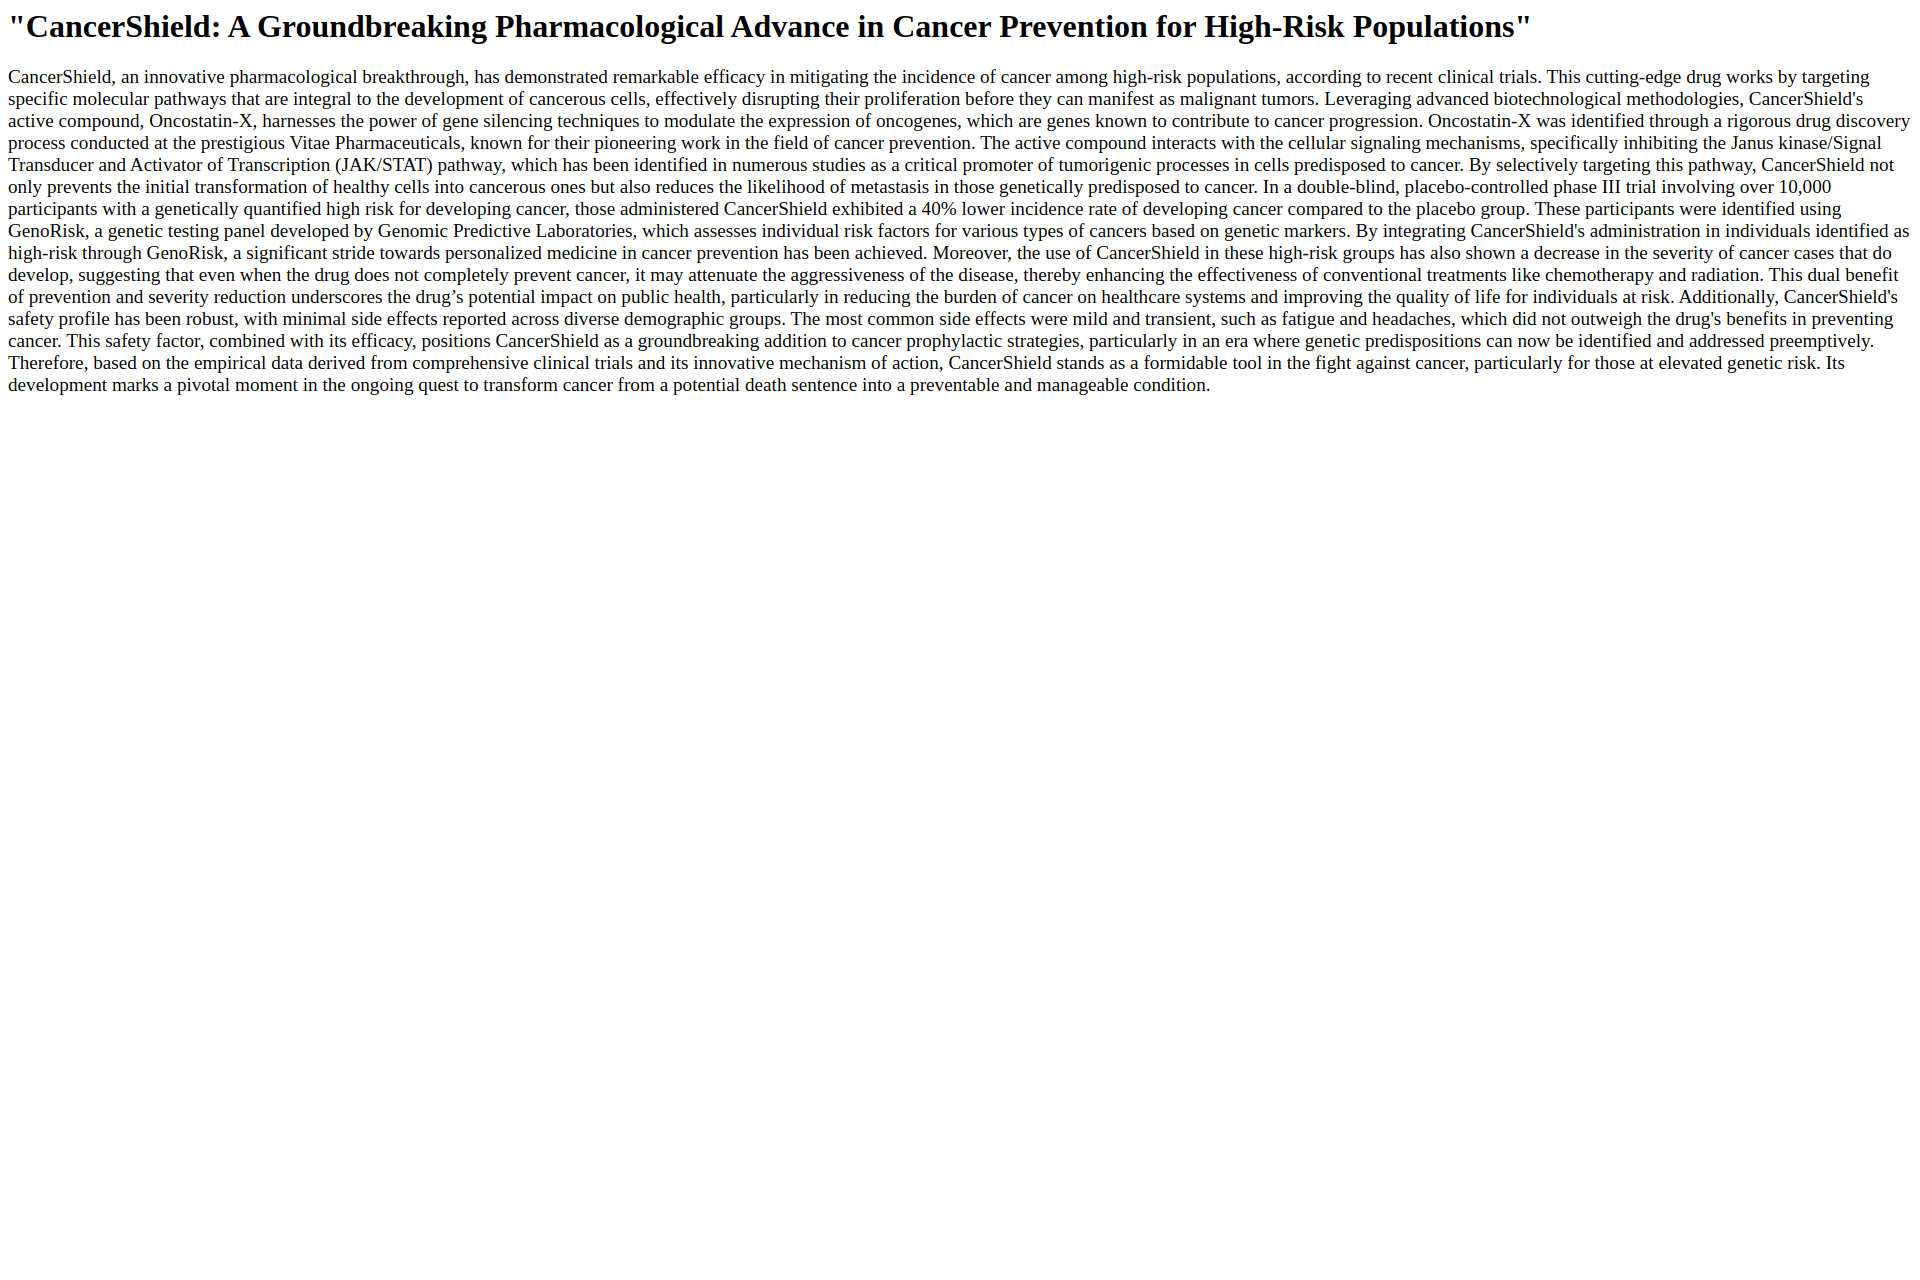 "CancerShield: A Groundbreaking Pharmacological Advance in Cancer Prevention for High-Risk Populations"
CancerShield, an innovative pharmacological breakthrough, has demonstrated remarkable efficacy in mitigating the incidence of cancer among high-risk populations, according to recent clinical trials. This cutting-edge drug works by targeting
specific molecular pathways that are integral to the development of cancerous cells, effectively disrupting their proliferation before they can manifest as malignant tumors. Leveraging advanced biotechnological methodologies, CancerShield's
active compound, Oncostatin-X, harnesses the power of gene silencing techniques to modulate the expression of oncogenes, which are genes known to contribute to cancer progression. Oncostatin-X was identified through a rigorous drug discovery
process conducted at the prestigious Vitae Pharmaceuticals, known for their pioneering work in the field of cancer prevention. The active compound interacts with the cellular signaling mechanisms, specifically inhibiting the Janus kinase/Signal
Transducer and Activator of Transcription (JAK/STAT) pathway, which has been identified in numerous studies as a critical promoter of tumorigenic processes in cells predisposed to cancer. By selectively targeting this pathway, CancerShield not
only prevents the initial transformation of healthy cells into cancerous ones but also reduces the likelihood of metastasis in those genetically predisposed to cancer. In a double-blind, placebo-controlled phase III trial involving over 10,000
participants with a genetically quantified high risk for developing cancer, those administered CancerShield exhibited a 40% lower incidence rate of developing cancer compared to the placebo group. These participants were identified using
GenoRisk, a genetic testing panel developed by Genomic Predictive Laboratories, which assesses individual risk factors for various types of cancers based on genetic markers. By integrating CancerShield's administration in individuals identified as
high-risk through GenoRisk, a significant stride towards personalized medicine in cancer prevention has been achieved. Moreover, the use of CancerShield in these high-risk groups has also shown a decrease in the severity of cancer cases that do
develop, suggesting that even when the drug does not completely prevent cancer, it may attenuate the aggressiveness of the disease, thereby enhancing the effectiveness of conventional treatments like chemotherapy and radiation. This dual benefit
of prevention and severity reduction underscores the drug’s potential impact on public health, particularly in reducing the burden of cancer on healthcare systems and improving the quality of life for individuals at risk. Additionally, CancerShield's
safety profile has been robust, with minimal side effects reported across diverse demographic groups. The most common side effects were mild and transient, such as fatigue and headaches, which did not outweigh the drug's benefits in preventing
cancer. This safety factor, combined with its efficacy, positions CancerShield as a groundbreaking addition to cancer prophylactic strategies, particularly in an era where genetic predispositions can now be identified and addressed preemptively.
Therefore, based on the empirical data derived from comprehensive clinical trials and its innovative mechanism of action, CancerShield stands as a formidable tool in the fight against cancer, particularly for those at elevated genetic risk. Its
development marks a pivotal moment in the ongoing quest to transform cancer from a potential death sentence into a preventable and manageable condition.